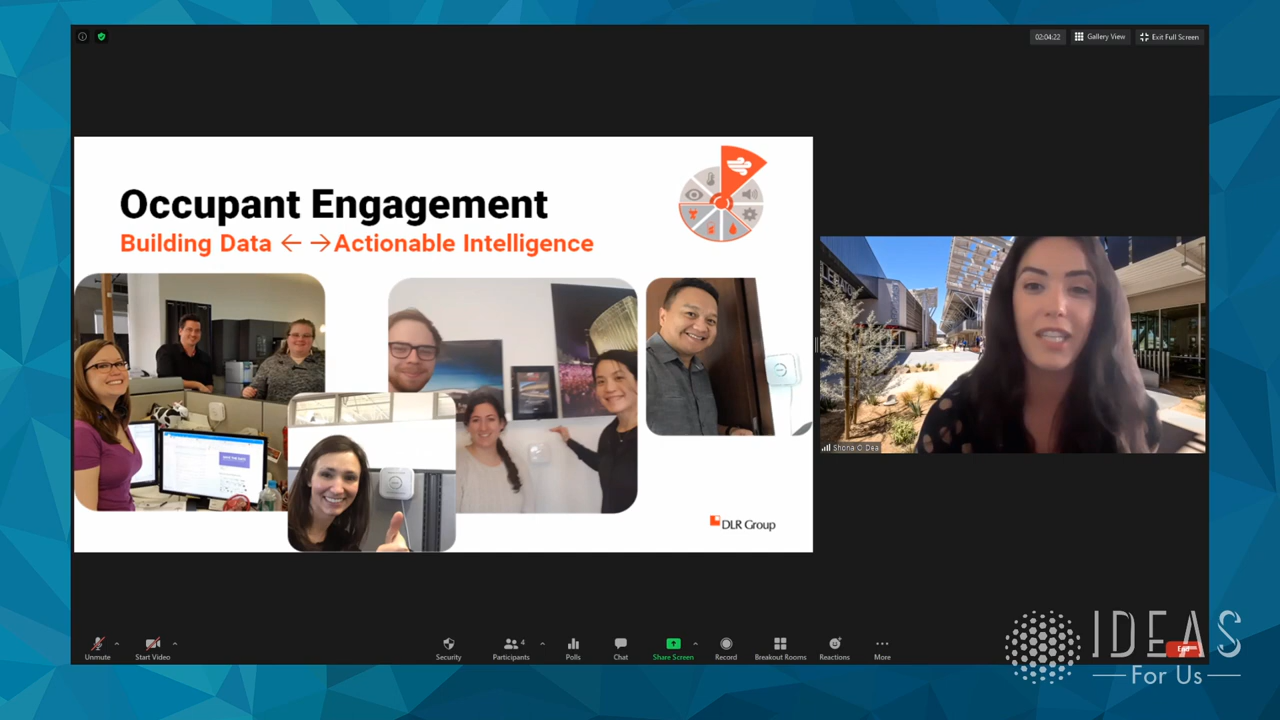 02:04:22
Gallery View
Exit Full Screen
Occupant Engagement
Building Data ← →Actionable Intelligence
DLR Group
Shona O Dea
Unmute
Start Video
Security
4
Participants
Polls
Chat
Share Screen
Record
Breakout Rooms
Reactions
More
End
IDEAS
For Us